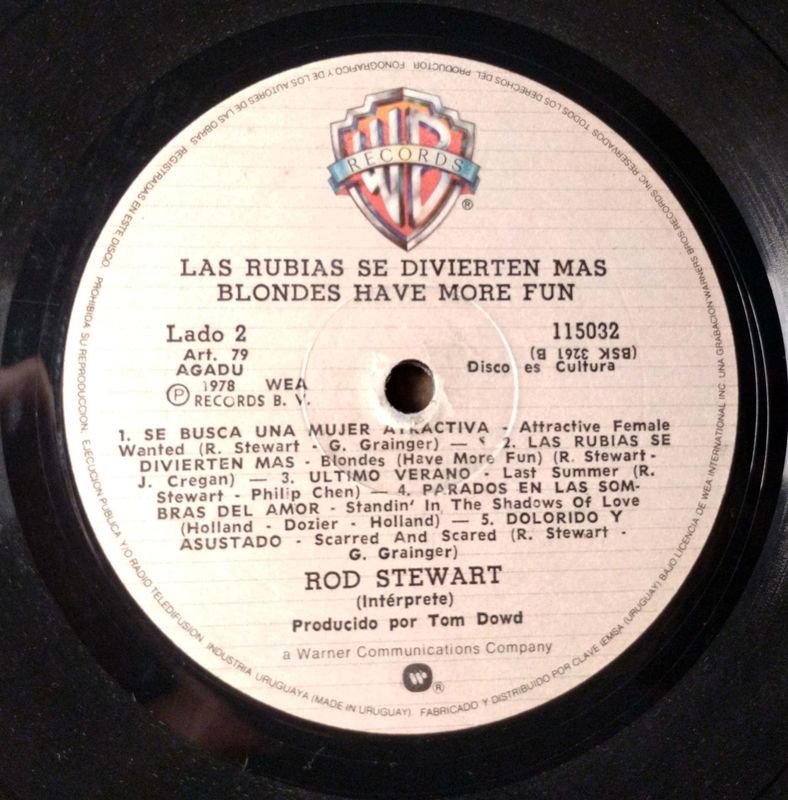 WB
RECORDS
®
LAS RUBIAS SE DIVIERTEN MAS
BLONDES HAVE MORE FUN
Lado 2
115032
Art. 79
(BSK 3261 B)
AGADU
Disco es Cultura
Ⓟ 1978 WEA
RECORDS B. V.
1. SE BUSCA UNA MUJER ATRACTIVA - Attractive Female
Wanted (R. Stewart - G. Grainger) — 2. LAS RUBIAS SE
DIVIERTEN MAS - Blondes (Have More Fun) (R. Stewart -
J. Cregan) — 3. ULTIMO VERANO - Last Summer (R.
Stewart - Philip Chen) — 4. PARADOS EN LAS SOM-
BRAS DEL AMOR - Standin' In The Shadows Of Love
(Holland - Dozier - Holland) — 5. DOLORIDO Y
ASUSTADO - Scarred And Scared (R. Stewart -
G. Grainger)
ROD STEWART
(Intérprete)
Producido por Tom Dowd
a Warner Communications Company
®
INDUSTRIA URUGUAYA (MADE IN URUGUAY). FABRICADO Y DISTRIBUIDO POR CLAVE IEMSA (URUGUAY) BAJO LICENCIA DE WEA INTERNATIONAL INC. UNA GRABACION WARNERS BROS RECORDS INC RESERVADOS TODOS LOS DERECHOS DEL PRODUCTOR FONOGRAFICO Y DE LOS AUTORES DE LAS OBRAS REGISTRADAS EN ESTE DISCO. PROHIBIDA SU REPRODUCCION, EJECUCION PUBLICA Y/O RADIO TELEDIFUSION